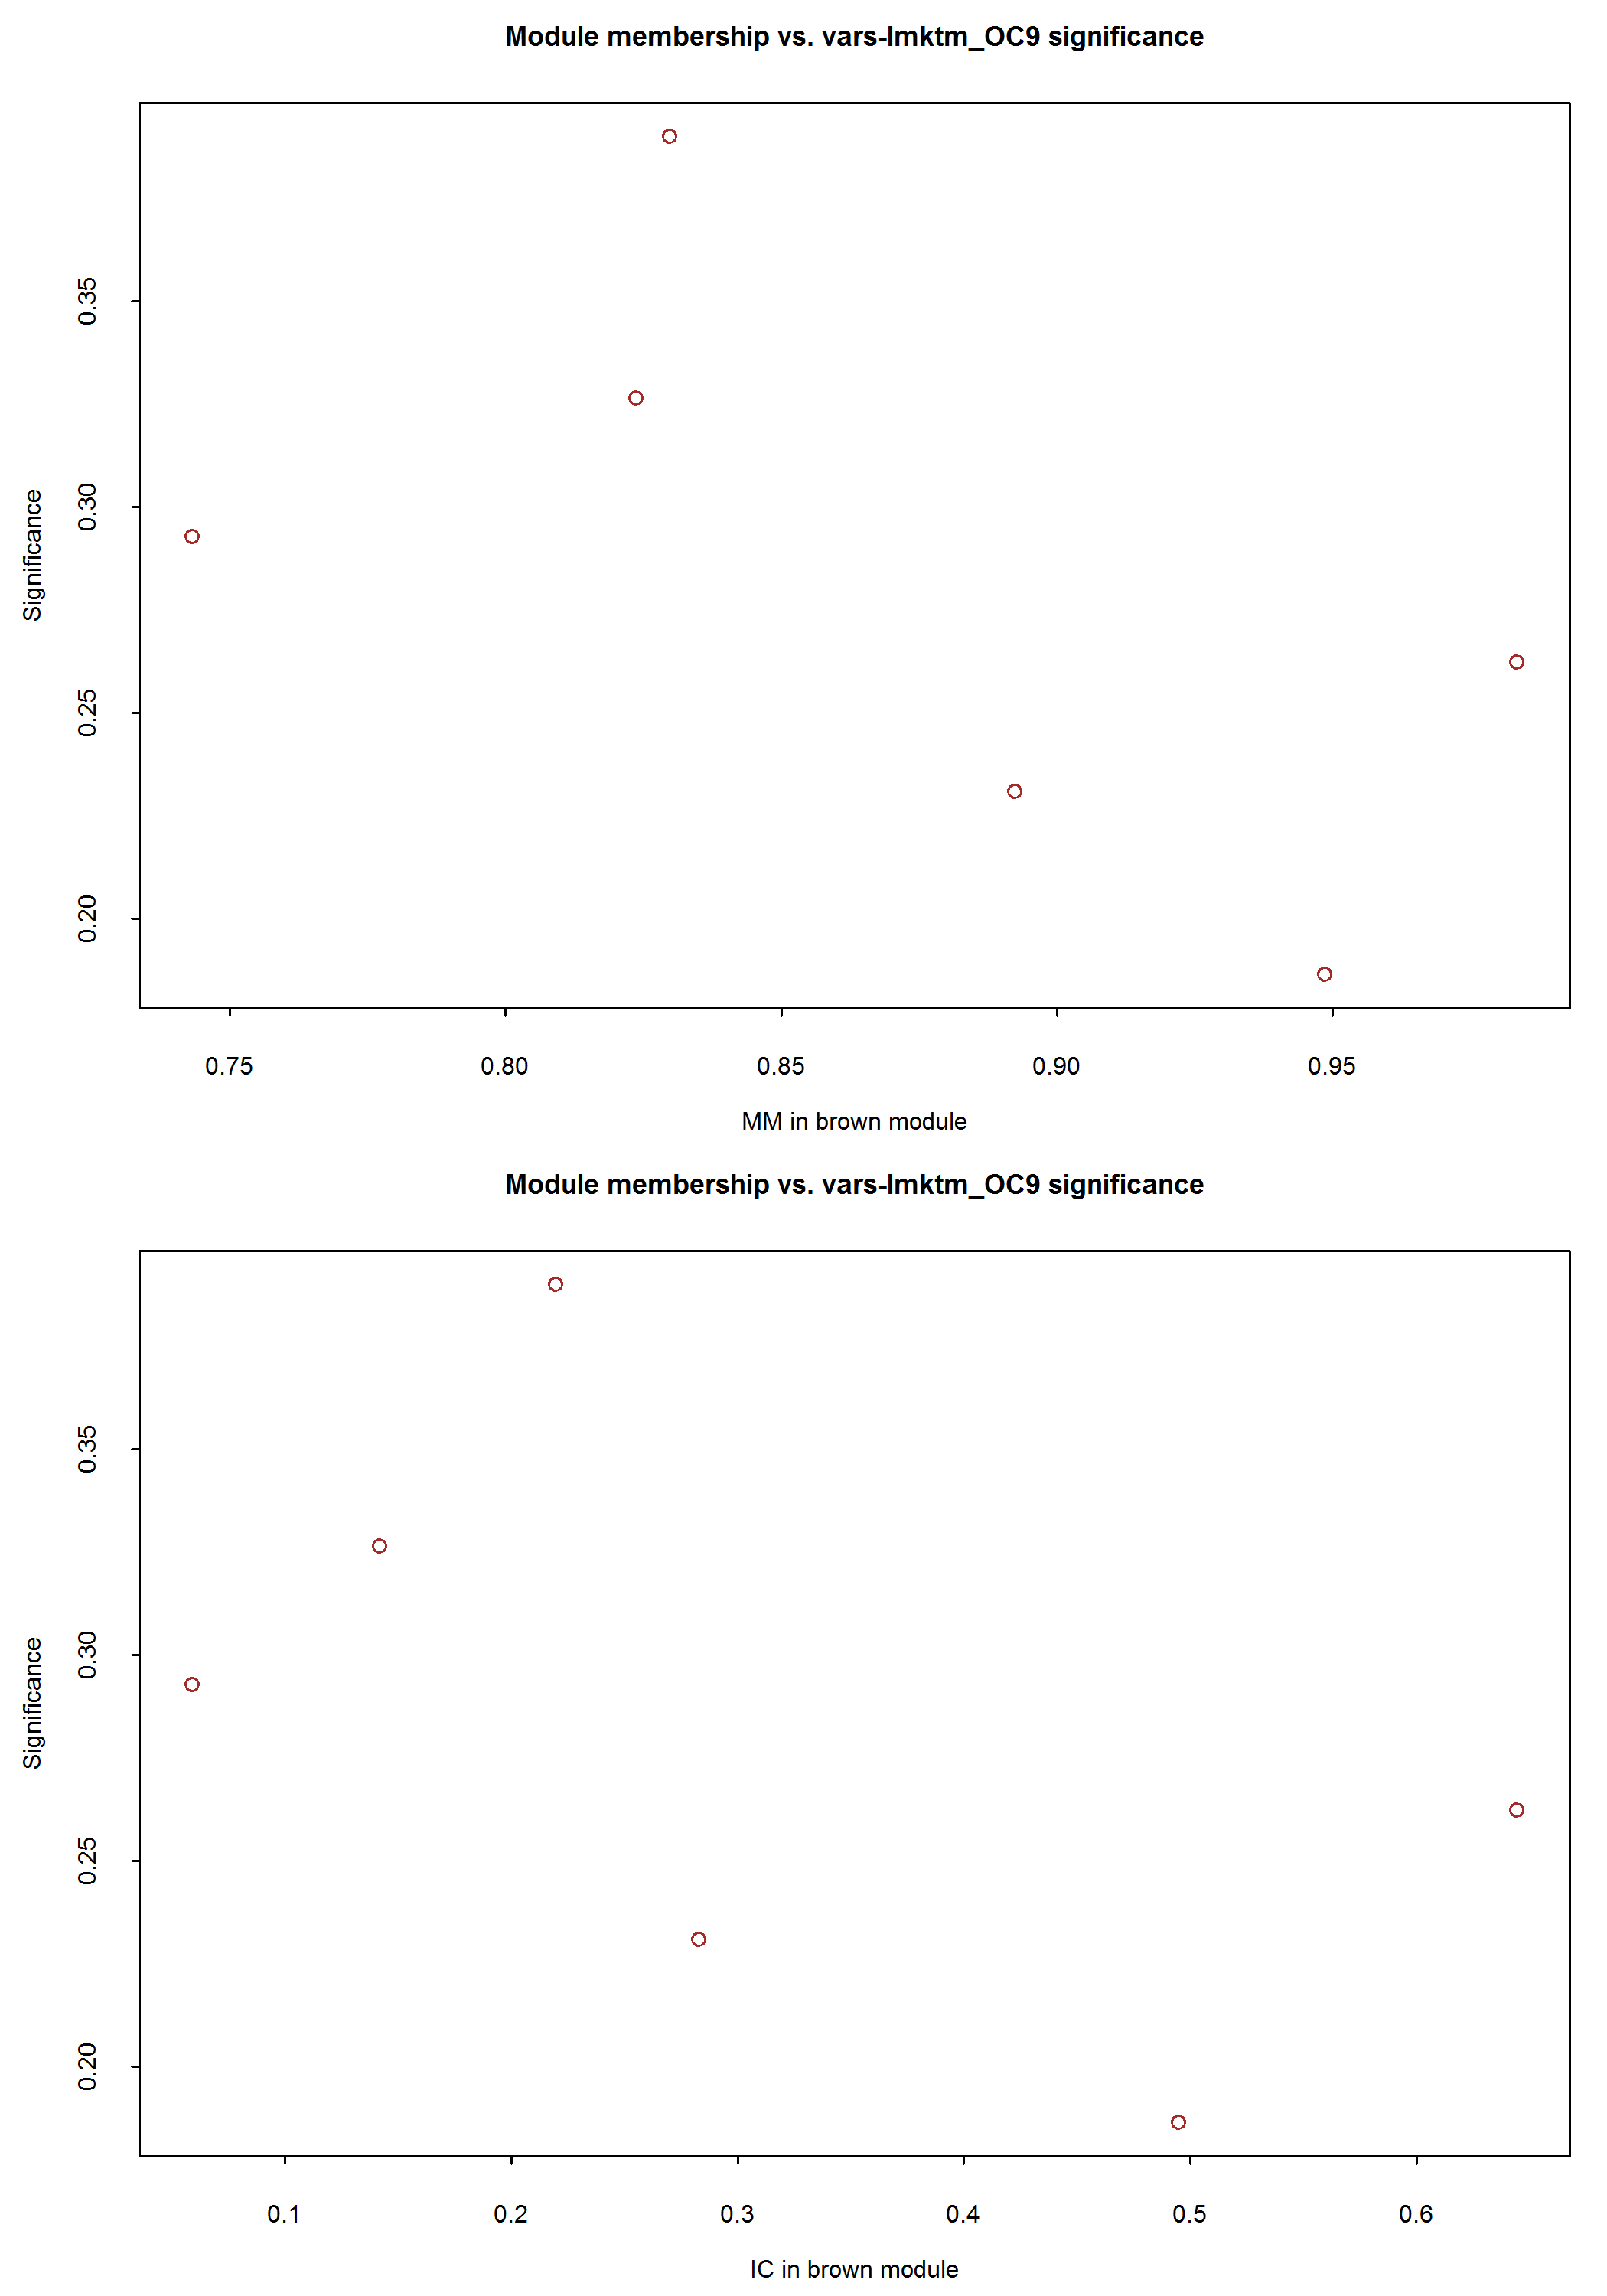 Module membership vs. vars-lmktm_OC9 significance
0.35
0.30
0.25
0.20
Significance
0.75 0.80 0.85 0.90 0.95
MM in brown module
Module membership vs. vars-lmktm_OC9 significance
0.35
0.30
0.25
0.20
Significance
0.1 0.2 0.3 0.4 0.5 0.6
IC in brown module